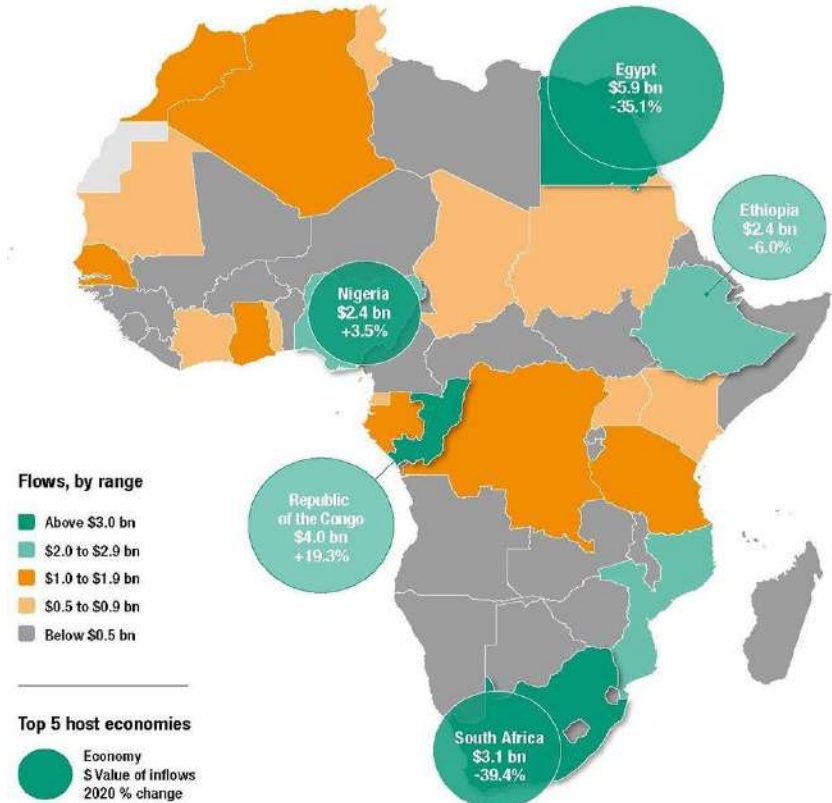 Egypt
$5.9 bn
-35.1%
Ethiopia
$2.4 bn
-6.0%
Nigeria
$2.4 bn
+3.5%
Republic
of the Congo
$4.0 bn
+19.3%
South Africa
$3.1 bn
-39.4%
Flows, by range
Above $3.0 bn
$2.0 to $2.9 bn
$1.0 to $1.9 bn
$0.5 to $0.9 bn
Below $0.5 bn
Top 5 host economies
Economy
$ Value of inflows
2020 % change